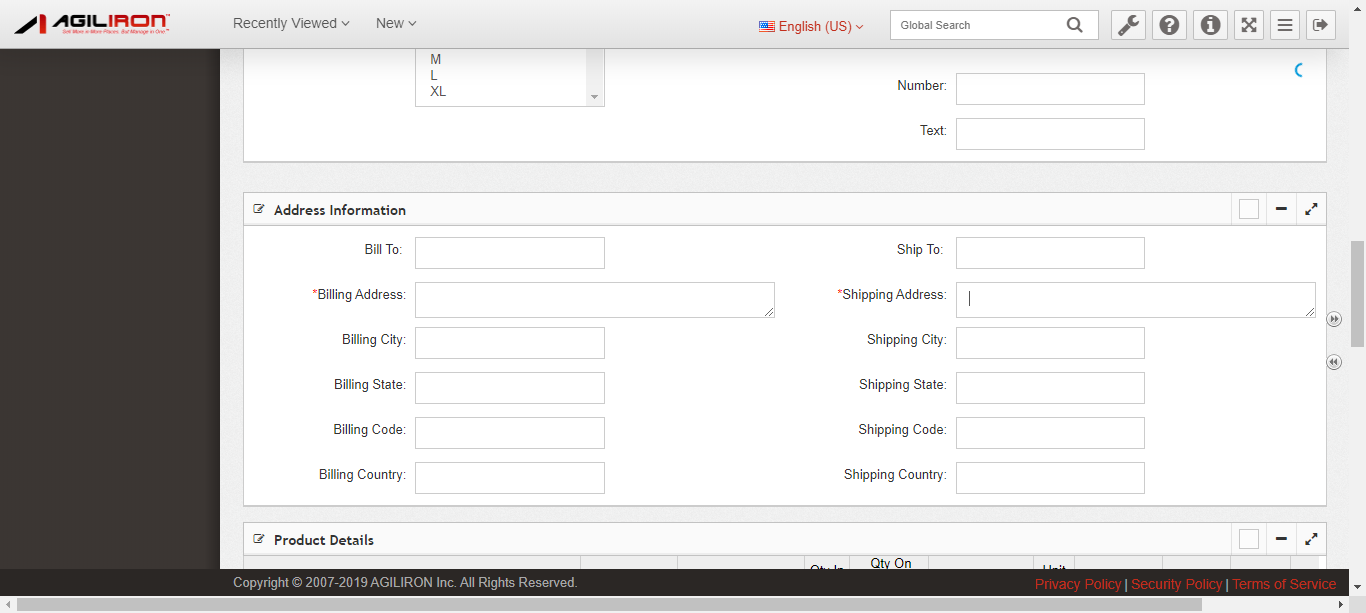 AGILIRON
Sell More in More Places. But Manage in One™
Recently Viewed
New
English (US)
Global Search
M
L
XL
Number:
Text:
Address Information
Bill To:
Ship To:
*Billing Address:
*Shipping Address:
Billing City:
Shipping City:
Billing State:
Shipping State:
Billing Code:
Shipping Code:
Billing Country:
Shipping Country:
Product Details
Qty In
Qty On
Unit
Copyright © 2007-2019 AGILIRON Inc. All Rights Reserved.
Privacy Policy | Security Policy | Terms of Service